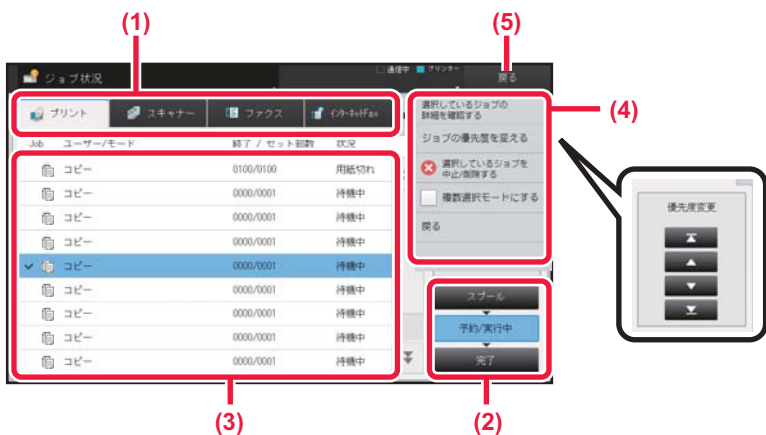 (1)
(5)
ジョブ状況
通信中 プリンター
戻る
プリント スキャナー ファクス インターネットFax
Job ユーザー/モード 終了 / セット部数 状況
コピー 0100/0100 用紙切れ
コピー 0000/0001 待機中
コピー 0000/0001 待機中
コピー 0000/0001 待機中
コピー 0000/0001 待機中
コピー 0000/0001 待機中
コピー 0000/0001 待機中
コピー 0000/0001 待機中
コピー 0000/0001 待機中
選択しているジョブの
詳細を確認する
ジョブの優先度を変える
選択しているジョブを
中止/削除する
複数選択モードにする
戻る
(4)
優先度変更
スプール
予約/実行中
完了
(3)
(2)